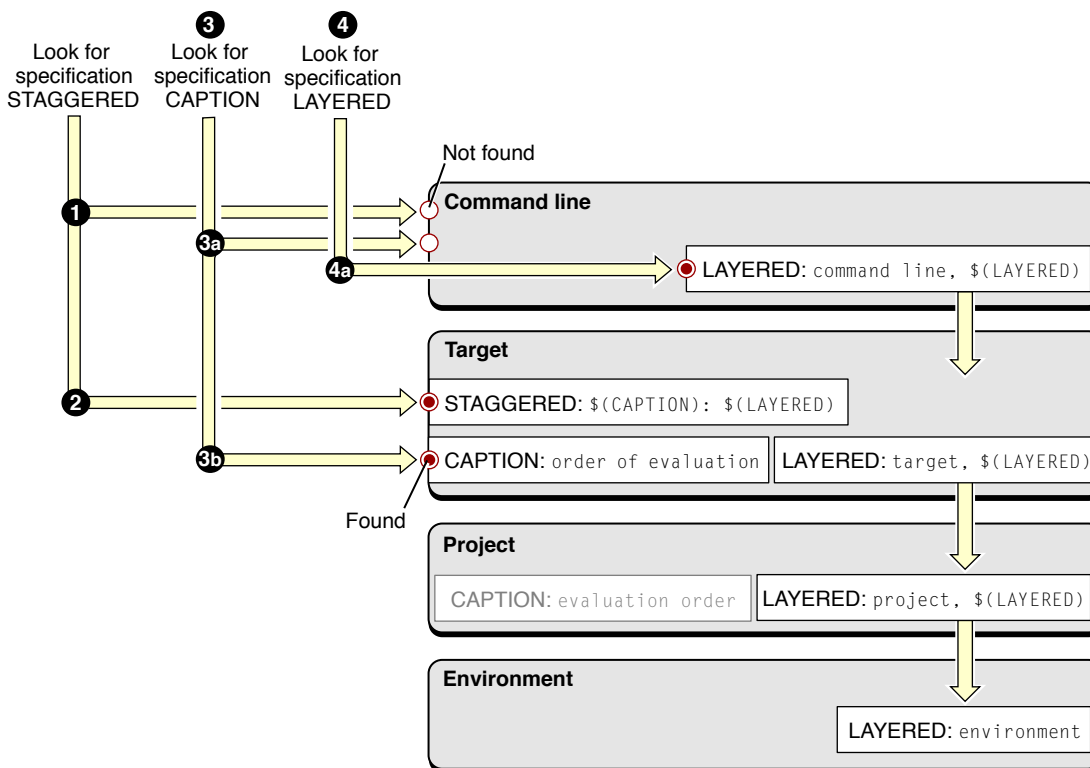 3
4
Look for
specification
STAGGERED
Look for
specification
CAPTION
Look for
specification
LAYERED
Not found
Command line
1
3a
4a
LAYERED: command line, $(LAYERED)
Target
2
STAGGERED: $(CAPTION): $(LAYERED)
3b
CAPTION: order of evaluation
LAYERED: target, $(LAYERED)
Found
Project
CAPTION: evaluation order
LAYERED: project, $(LAYERED)
Environment
LAYERED: environment